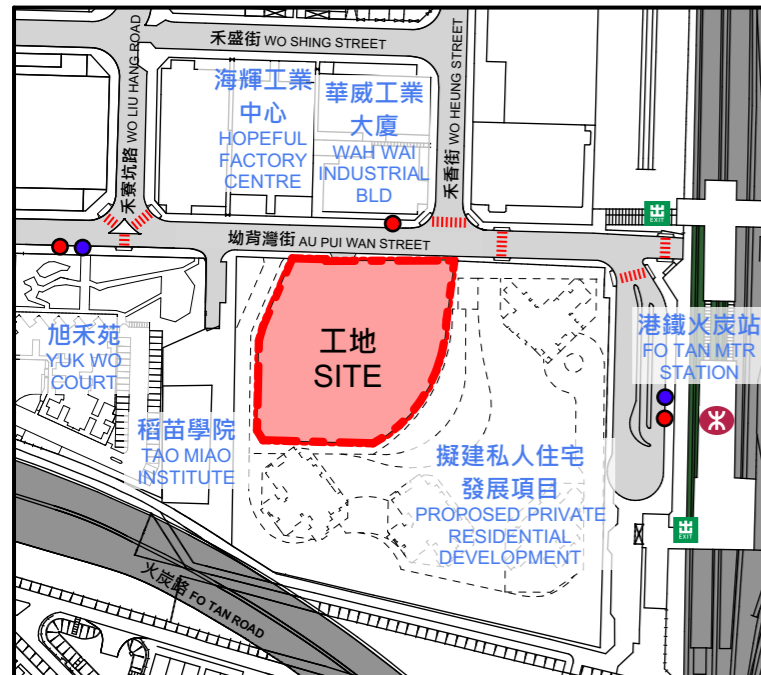 禾盛街 WO SHING STREET
禾寮坑路 WO LIU HANG ROAD
海輝工業
中心
HOPEFUL
FACTORY
CENTRE
華威工業
大廈
WAH WAI
INDUSTRIAL
BLD
禾香街 WO HEUNG STREET
出
EXIT
坳背灣街 AU PUI WAN STREET
旭禾苑
YUK WO
COURT
工地
SITE
港鐵火炭站
FO TAN MTR
STATION
稻苗學院
TAO MIAO
INSTITUTE
擬建私人住宅
發展項目
PROPOSED PRIVATE
RESIDENTIAL
DEVELOPMENT
出
EXIT
火炭路 FO TAN ROAD